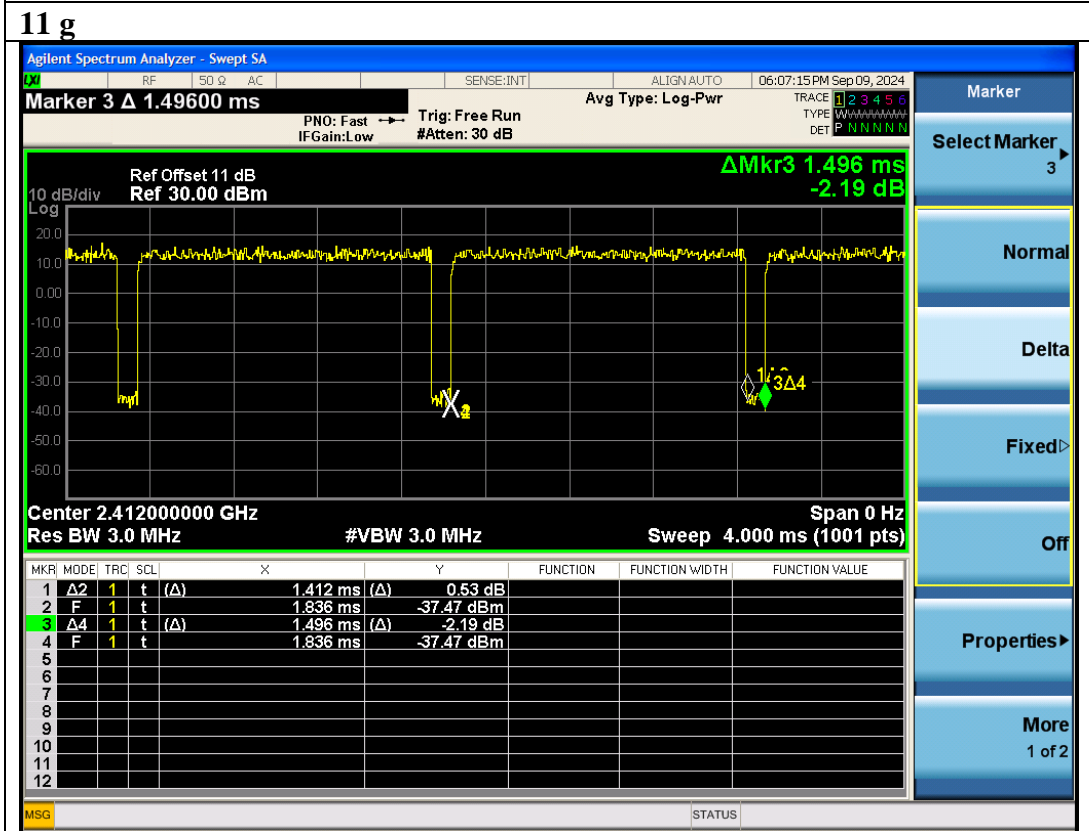 11 g
Agilent Spectrum Analyzer - Swept SA
LXI RF 50 Ω AC SENSE:INT ALIGN AUTO 06:07:15 PM Sep 09, 2024
Marker 3 Δ 1.49600 ms
PNO: Fast Trig: Free Run Avg Type: Log-Pwr TRACE 1 2 3 4 5 6
IFGain:Low #Atten: 30 dB TYPE WWWWWW
DET P N N N N N
Marker
Select Marker
3
Normal
Delta
Fixed
Off
Properties
More
1 of 2
ΔMkr3 1.496 ms
-2.19 dB
Ref Offset 11 dB
10 dB/div Ref 30.00 dBm
Log
20.0
10.0
0.00
-10.0
-20.0
-30.0
3Δ4
-40.0
-50.0
-60.0
Center 2.412000000 GHz Span 0 Hz
Res BW 3.0 MHz #VBW 3.0 MHz Sweep 4.000 ms (1001 pts)
MKR MODE TRC SCL X Y FUNCTION FUNCTION WIDTH FUNCTION VALUE
1 Δ2 1 t (Δ) 1.412 ms (Δ) 0.53 dB
2 F 1 t 1.836 ms -37.47 dBm
3 Δ4 1 t (Δ) 1.496 ms (Δ) -2.19 dB
4 F 1 t 1.836 ms -37.47 dBm
5
6
7
8
9
10
11
12
MSG STATUS